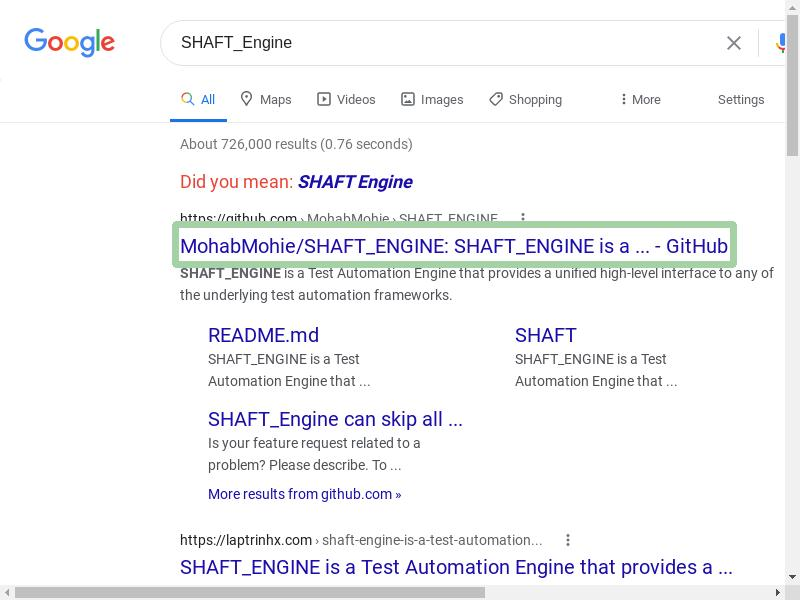 Google
SHAFT_Engine
All Maps Videos Images Shopping More Settings
About 726,000 results (0.76 seconds)
Did you mean: SHAFT Engine
https://github.com › MohabMohie › SHAFT_ENGINE
MohabMohie/SHAFT_ENGINE: SHAFT_ENGINE is a ... - GitHub
SHAFT_ENGINE is a Test Automation Engine that provides a unified high-level interface to any of
the underlying test automation frameworks.
README.md
SHAFT_ENGINE is a Test
Automation Engine that ...
SHAFT
SHAFT_ENGINE is a Test
Automation Engine that ...
SHAFT_Engine can skip all ...
Is your feature request related to a
problem? Please describe. To ...
More results from github.com »
https://laptrinhx.com › shaft-engine-is-a-test-automation...
SHAFT_ENGINE is a Test Automation Engine that provides a ...